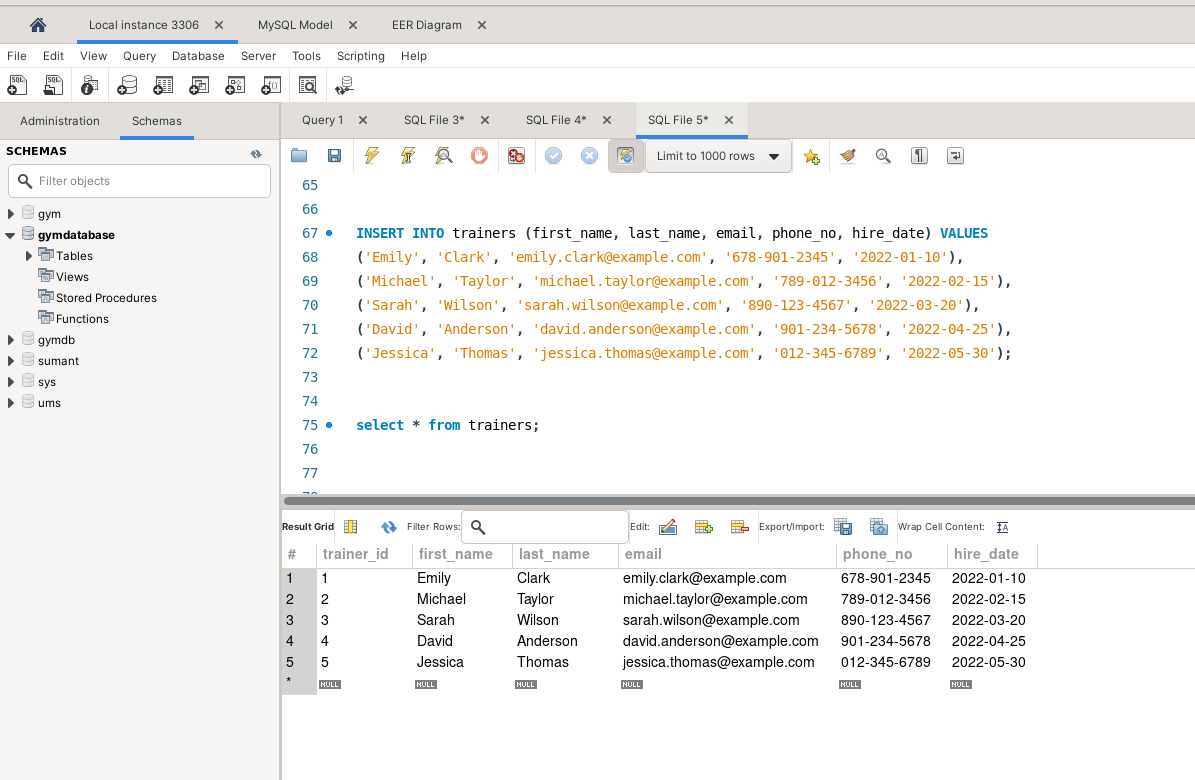 Local instance 3306 MySQL Model EER Diagram
File Edit View Query Database Server Tools Scripting Help
SQL SQL
Administration Schemas Query 1 SQL File 3* SQL File 4* SQL File 5*
SCHEMAS
Limit to 1000 rows
Filter objects
gym
gymdatabase
Tables
Views
Stored Procedures
Functions
gymdb
sumant
sys
ums
65
66
67 INSERT INTO trainers (first_name, last_name, email, phone_no, hire_date) VALUES
68 ('Emily', 'Clark', 'emily.clark@example.com', '678-901-2345', '2022-01-10'),
69 ('Michael', 'Taylor', 'michael.taylor@example.com', '789-012-3456', '2022-02-15'),
70 ('Sarah', 'Wilson', 'sarah.wilson@example.com', '890-123-4567', '2022-03-20'),
71 ('David', 'Anderson', 'david.anderson@example.com', '901-234-5678', '2022-04-25'),
72 ('Jessica', 'Thomas', 'jessica.thomas@example.com', '012-345-6789', '2022-05-30');
73
74
75 select * from trainers;
76
77
Result Grid Filter Rows: Edit: Export/Import: Wrap Cell Content:
# trainer_id first_name last_name email phone_no hire_date
1 1 Emily Clark emily.clark@example.com 678-901-2345 2022-01-10
2 2 Michael Taylor michael.taylor@example.com 789-012-3456 2022-02-15
3 3 Sarah Wilson sarah.wilson@example.com 890-123-4567 2022-03-20
4 4 David Anderson david.anderson@example.com 901-234-5678 2022-04-25
5 5 Jessica Thomas jessica.thomas@example.com 012-345-6789 2022-05-30
* NULL NULL NULL NULL NULL NULL